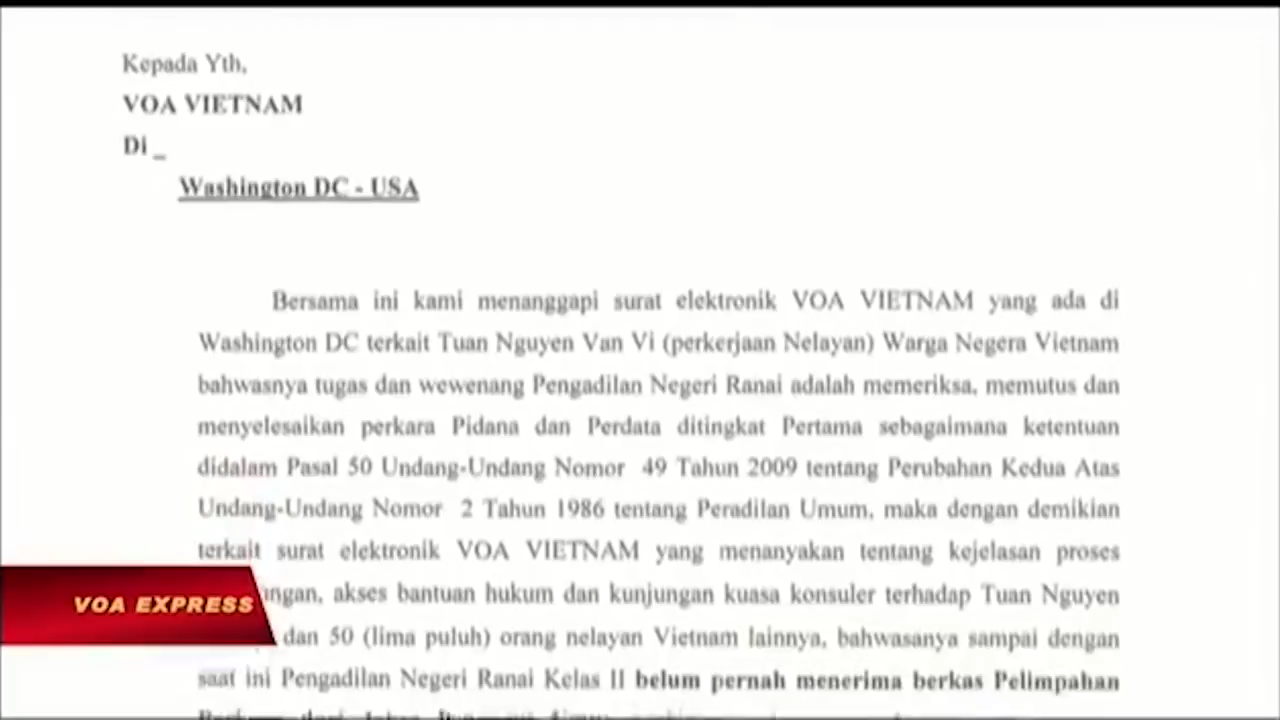 Kepada Yth,
VOA VIETNAM
Di _
Washington DC - USA
Bersama ini kami menanggapi surat elektronik VOA VIETNAM yang ada di
Washington DC terkait Tuan Nguyen Van Vi (perkerjaan Nelayan) Warga Negera Vietnam
bahwasnya tugas dan wewenang Pengadilan Negeri Ranai adalah memeriksa, memutus dan
menyelesaikan perkara Pidana dan Perdata ditingkat Pertama sebagaimana ketentuan
didalam Pasal 50 Undang-Undang Nomor 49 Tahun 2009 tentang Perubahan Kedua Atas
Undang-Undang Nomor 2 Tahun 1986 tentang Peradilan Umum, maka dengan demikian
terkait surat elektronik VOA VIETNAM yang menanyakan tentang kejelasan proses
akses bantuan hukum dan kunjungan kuasa konsuler terhadap Tuan Nguyen
dan 50 (lima puluh) orang nelayan Vietnam lainnya, bahwasanya sampai dengan
saat ini Pengadilan Negeri Ranai Kelas II belum pernah menerima berkas Pelimpahan
VOA EXPRESS